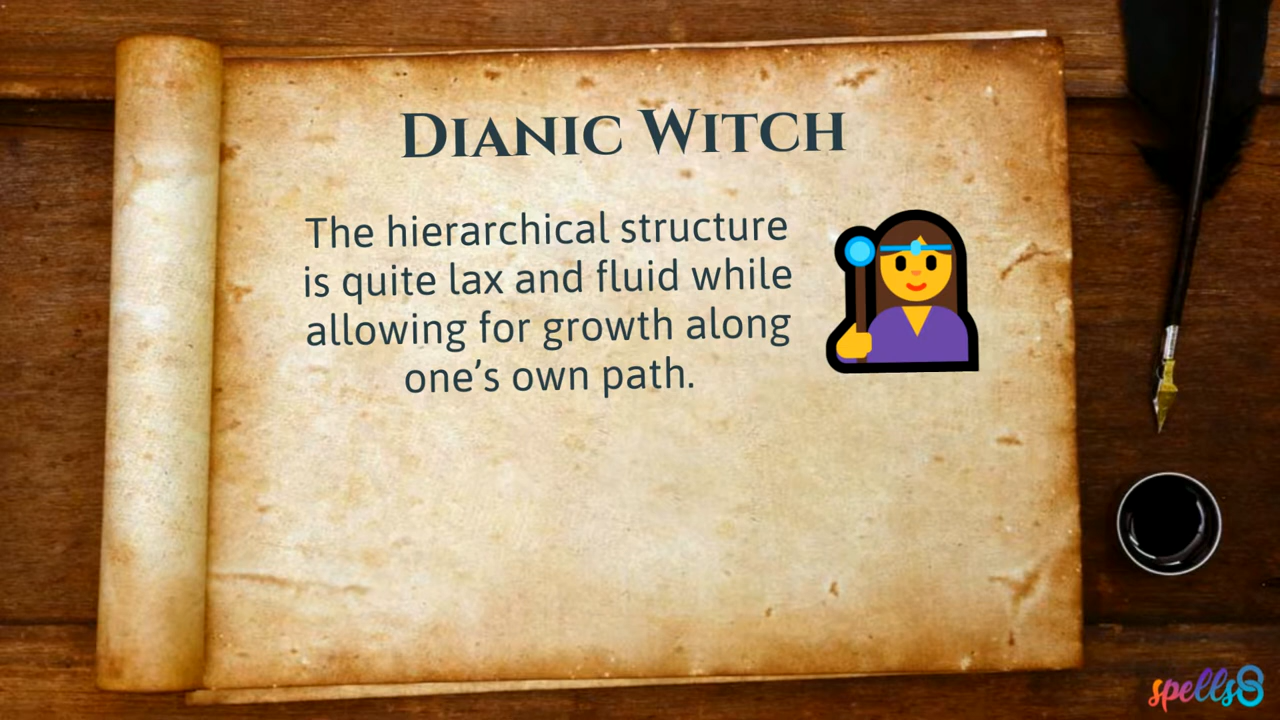 Dianic Witch
The hierarchical structure
is quite lax and fluid while
allowing for growth along
one’s own path.
spells8